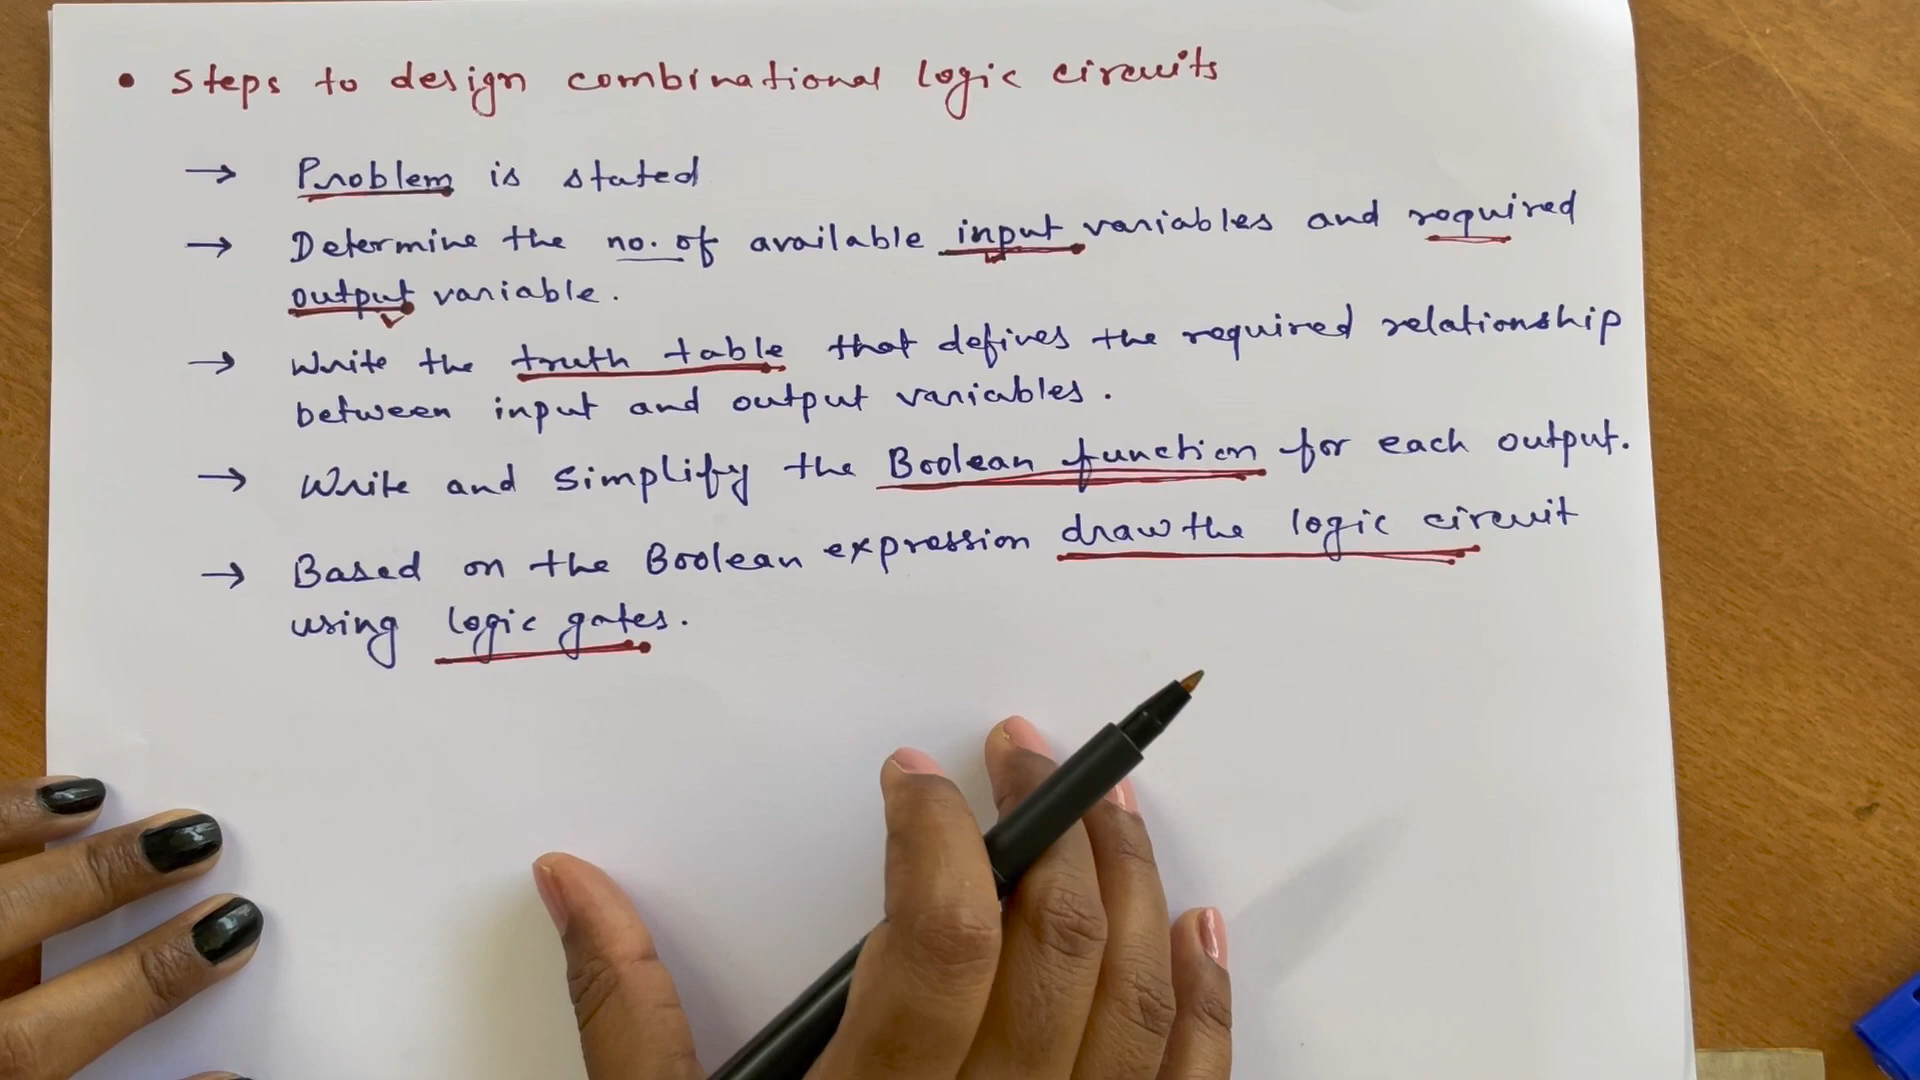 • Steps to design combinational logic circuits
→ Problem is stated
→ Determine the no. of available input variables and required
output variable.
→ Write the truth table that defines the required relationship
between input and output variables.
→ Write and simplify the Boolean function for each output.
→ Based on the Boolean expression draw the logic circuit
using logic gates.